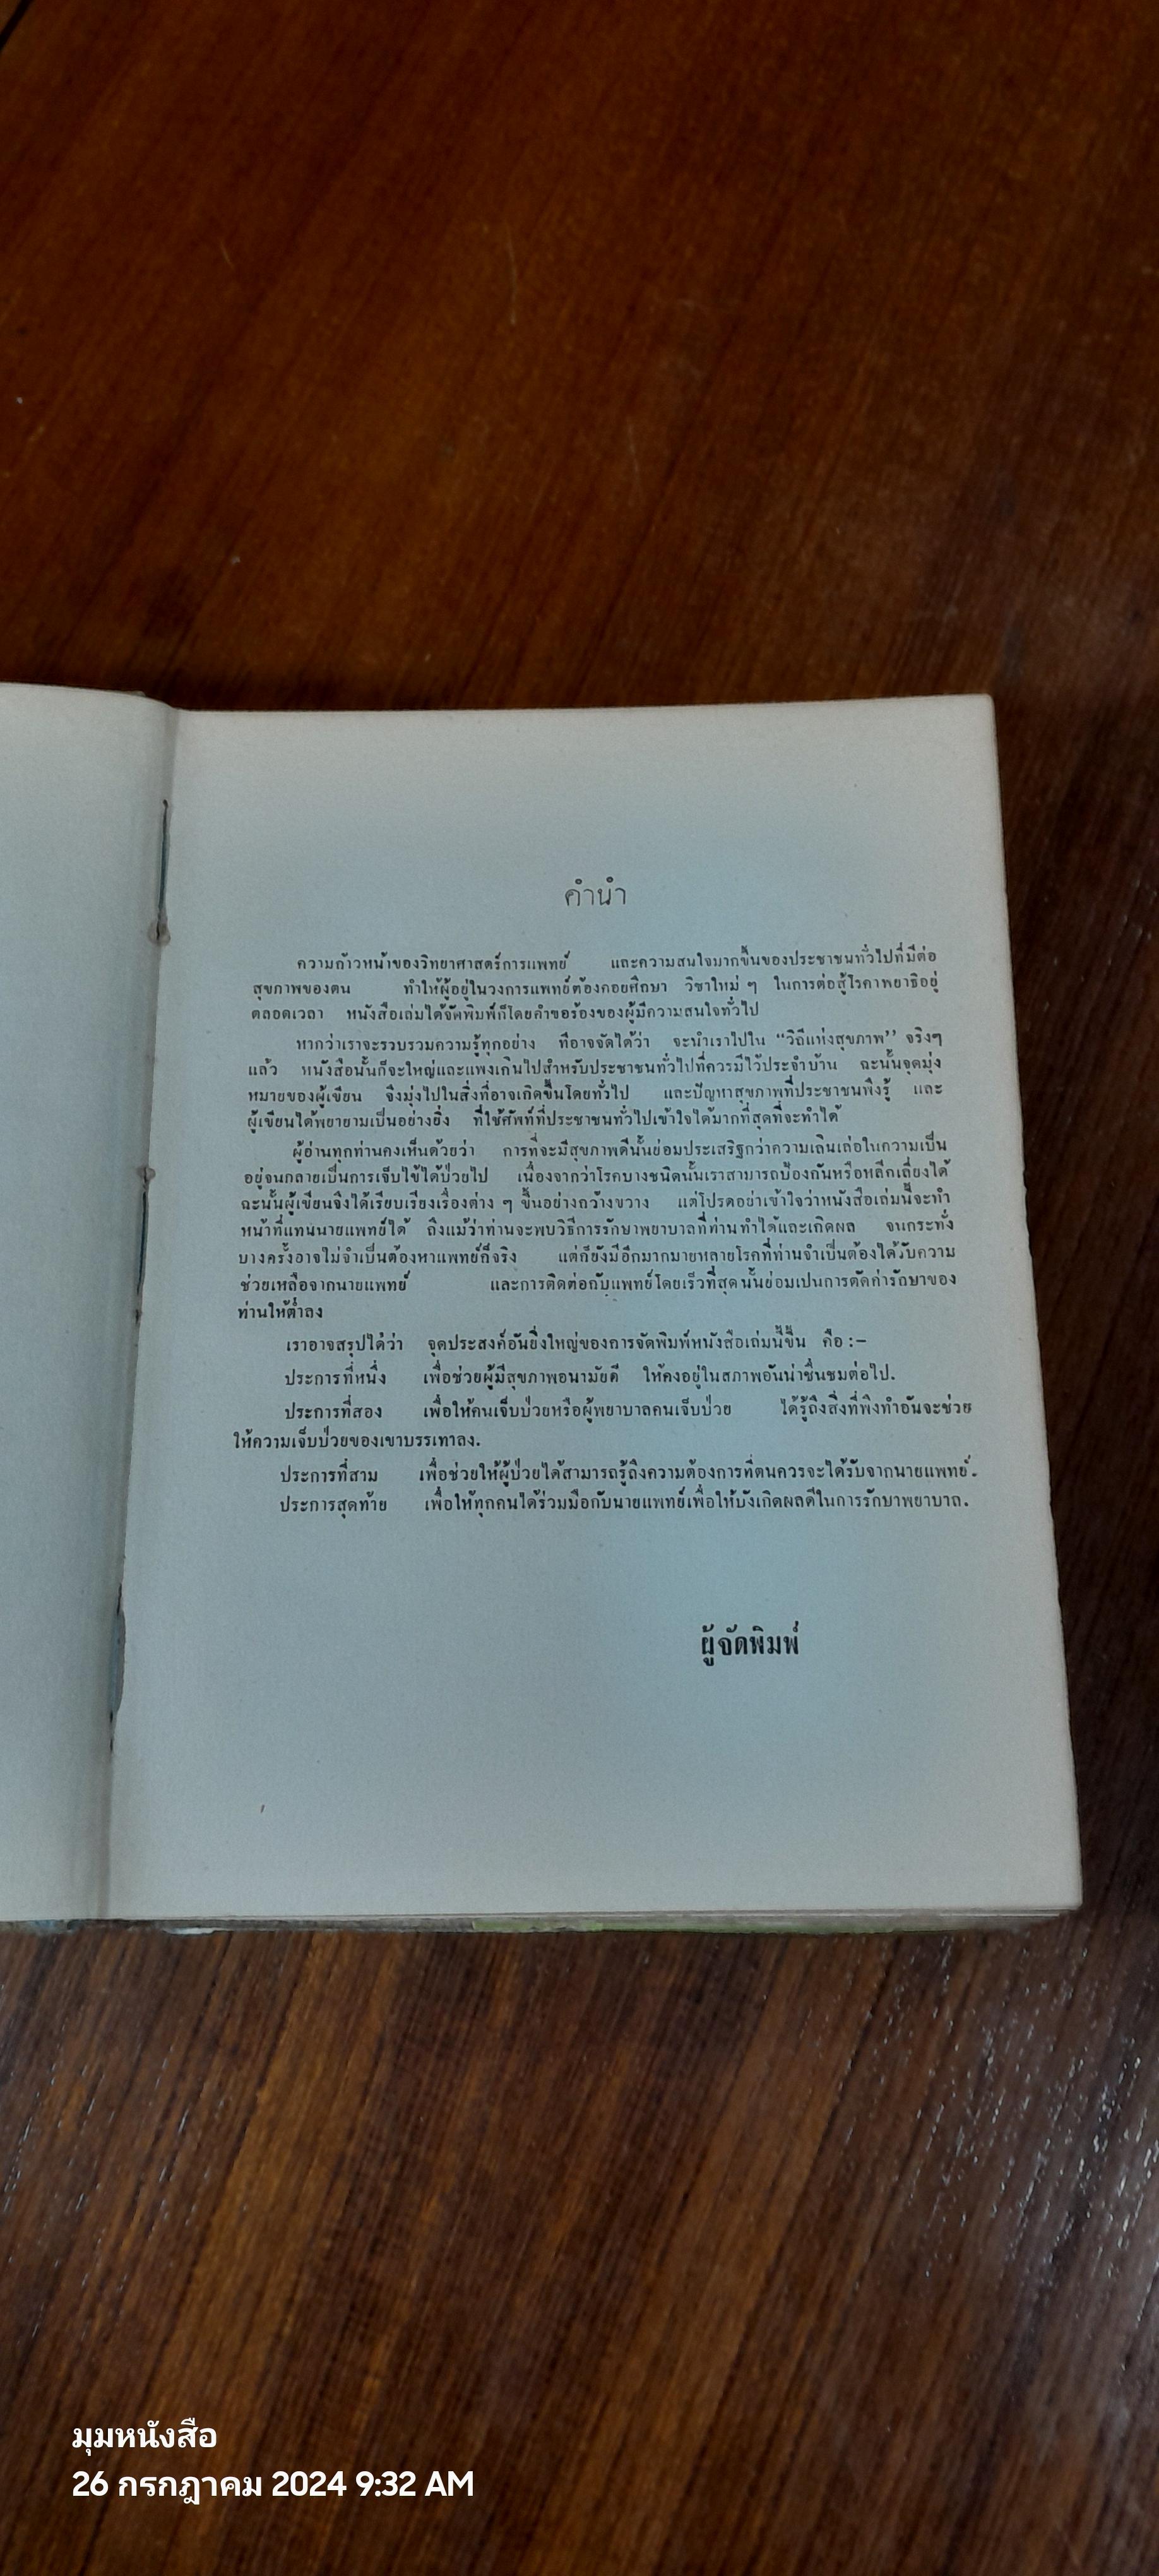 คำนำ
ความก้าวหน้าของวิทยาศาสตร์การแพทย์ และความสนใจมากขึ้นของประชาชนทั่วไปที่มีต่อ
สุขภาพของตน ทำให้ผู้อยู่ในวงการแพทย์ต้องคอยศึกษา วิชาใหม่ ๆ ในการต่อสู้โรคาพยาธิอยู่
ตลอดเวลา หนังสือเล่มได้จัดพิมพ์ก็โดยคำขอร้องของผู้มีความสนใจทั่วไป
หากว่าเราจะรวบรวมความรู้ทุกอย่าง ที่อาจจัดได้ว่า จะนำเราไปใน “วิถีแห่งสุขภาพ” จริงๆ
แล้ว หนังสือนั้นก็จะใหญ่และแพงเกินไปสำหรับประชาชนทั่วไปที่ควรมีไว้ประจำบ้าน ฉะนั้นจุดมุ่ง
หมายของผู้เขียน จึงมุ่งไปในสิ่งที่อาจเกิดขึ้นโดยทั่วไป และปัญหาสุขภาพที่ประชาชนพึงรู้ และ
ผู้เขียนได้พยายามเป็นอย่างยิ่ง ที่ใช้ศัพท์ที่ประชาชนทั่วไปเข้าใจได้มากที่สุดที่จะทำได้
ผู้อ่านทุกท่านคงเห็นด้วยว่า การที่จะมีสุขภาพดีนั้นย่อมประเสริฐกว่าความเลินเล่อในความเป็น
อยู่จนกลายเป็นการเจ็บไข้ได้ป่วยไป เนื่องจากว่าโรคบางชนิดนั้นเราสามารถป้องกันหรือหลีกเลี่ยงได้
ฉะนั้นผู้เขียนจึงได้เรียบเรียงเรื่องต่าง ๆ ขึ้นอย่างกว้างขวาง แต่โปรดอย่าเข้าใจว่าหนังสือเล่มนี้จะทำ
หน้าที่แทนนายแพทย์ได้ ถึงแม้ว่าท่านจะพบวิธีการรักษาพยาบาลที่ท่านทำได้และเกิดผล จนกระทั่ง
บางครั้งอาจไม่จำเป็นต้องหาแพทย์ก็จริง แต่ก็ยังมีอีกมากมายหลายโรคที่ท่านจำเป็นต้องได้รับความ
ช่วยเหลือจากนายแพทย์ และการติดต่อกับแพทย์โดยเร็วที่สุดนั้นย่อมเปนการตัดค่ารักษาของ
ท่านให้ต่ำลง
เราอาจสรุปได้ว่า จุดประสงค์อันยิ่งใหญ่ของการจัดพิมพ์หนังสือเล่มนี้ขึ้น คือ :–
ประการที่หนึ่ง เพื่อช่วยผู้มีสุขภาพอนามัยดี ให้คงอยู่ในสภาพอันน่าชื่นชมต่อไป.
ประการที่สอง เพื่อให้คนเจ็บป่วยหรือผู้พยาบาลคนเจ็บป่วย ได้รู้ถึงสิ่งที่พึงทำอันจะช่วย
ให้ความเจ็บป่วยของเขาบรรเทาลง.
ประการที่สาม เพื่อช่วยให้ผู้ป่วยได้สามารถรู้ถึงความต้องการที่ตนควรจะได้รับจากนายแพทย์.
ประการสุดท้าย เพื่อให้ทุกคนได้ร่วมมือกับนายแพทย์เพื่อให้บังเกิดผลดีในการรักษาพยาบาล.
ผู้จัดพิมพ์
มุมหนังสือ
26 กรกฎาคม 2024 9:32 AM